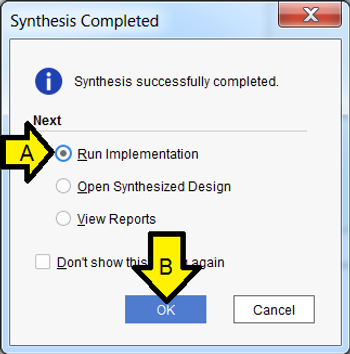 Synthesis Completed
Synthesis successfully completed.
Next
A
Run Implementation
Open Synthesized Design
View Reports
Don't show this again
B
OK
Cancel